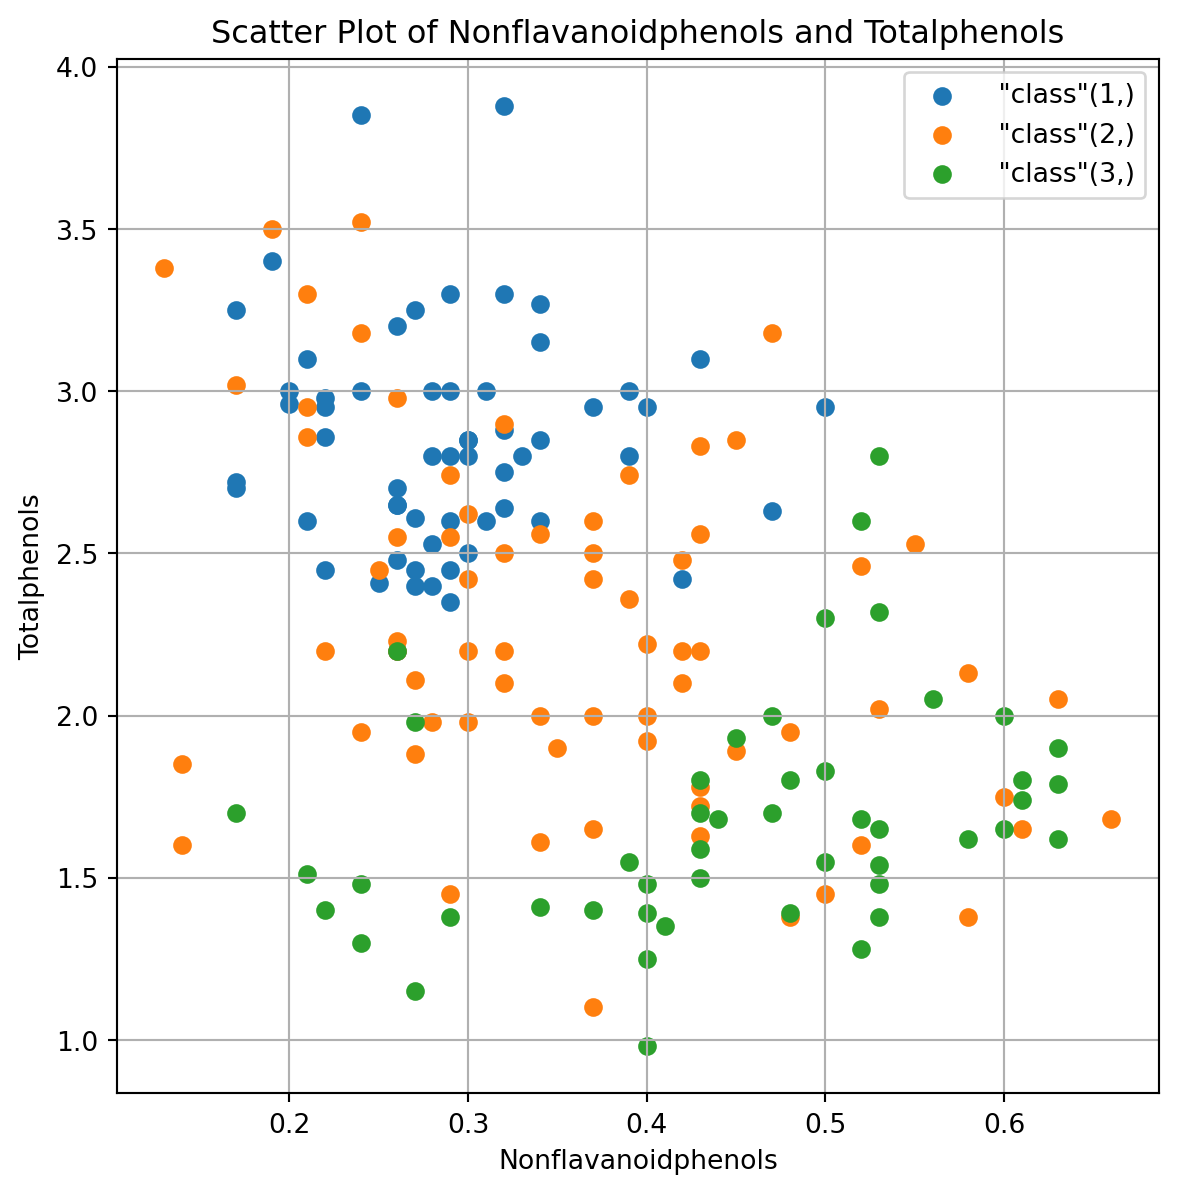 Scatter Plot of Nonflavanoidphenols and Totalphenols
4.0
"class"(1,)
"class"(2,)
"class"(3,)
3.5
3.0
2.5
2.0
1.5
1.0
Totalphenols
0.2 0.3 0.4 0.5 0.6
Nonflavanoidphenols